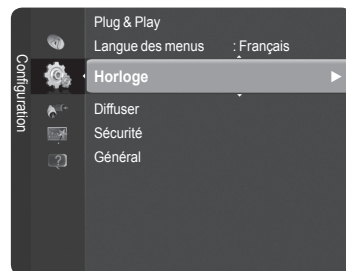 Configuration
Plug & Play
Langue des menus : Français
Horloge
Diffuser
Sécurité
Général